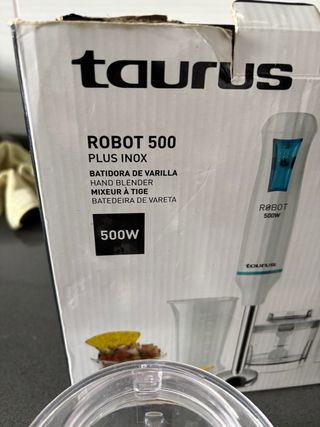 taurus
ROBOT 500
PLUS INOX
BATIDORA DE VARILLA
HAND BLENDER
MIXEUR À TIGE
BATEDEIRA DE VARETA
500W
ROBOT
500W
taurus